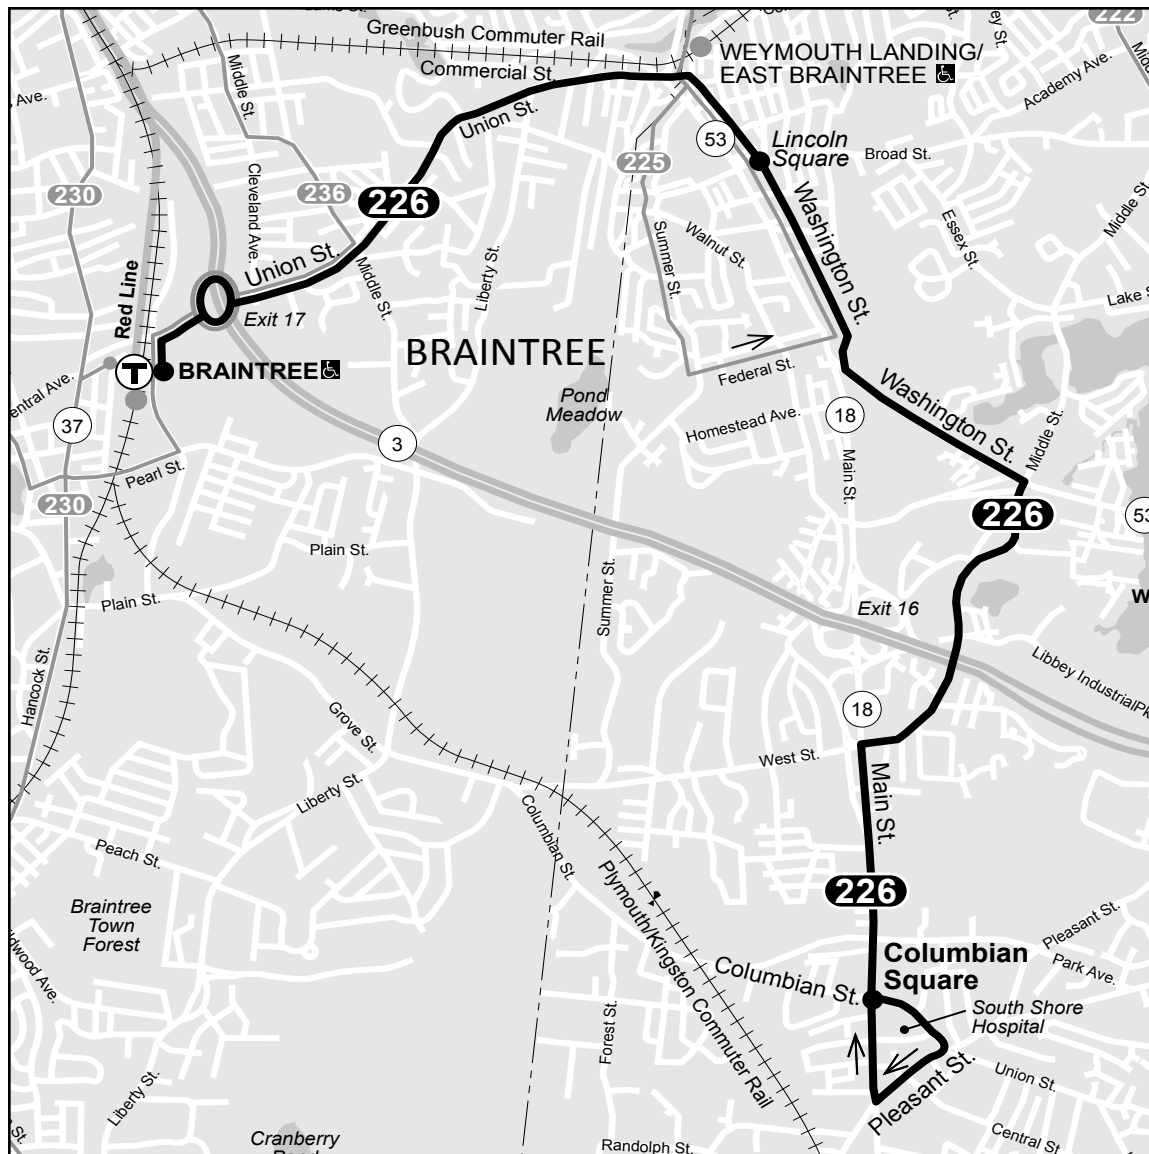 Greenbush Commuter Rail
Commercial St.
WEYMOUTH LANDING/
EAST BRAINTREE
222
Academy Ave.
Middle St.
Union St.
53
Lincoln
Square
Broad St.
225
230
Cleveland Ave.
236
226
Walnut St.
Washington St.
Essex St.
Middle St.
Summer St.
Liberty St.
Union St.
Middle St.
Red Line
Exit 17
T
BRAINTREE
BRAINTREE
Federal St.
Pond
Meadow
Homestead Ave.
18
Washington St.
Middle St.
37
3
Main St.
Pearl St.
230
226
53
Plain St.
Plain St.
Summer St.
Exit 16
Hancock St.
Libbey IndustrialPk
Grove St.
18
West St.
Liberty St.
Main St.
Columbian St.
Peach St.
226
Plymouth/Kingston Commuter Rail
Braintree
Town
Forest
Pleasant St.
Columbian
Square
Park Ave.
Columbian St.
South Shore
Hospital
Forest St.
Pleasant St.
Union St.
Liberty St.
Central St.
Cranberry
Randolph St.